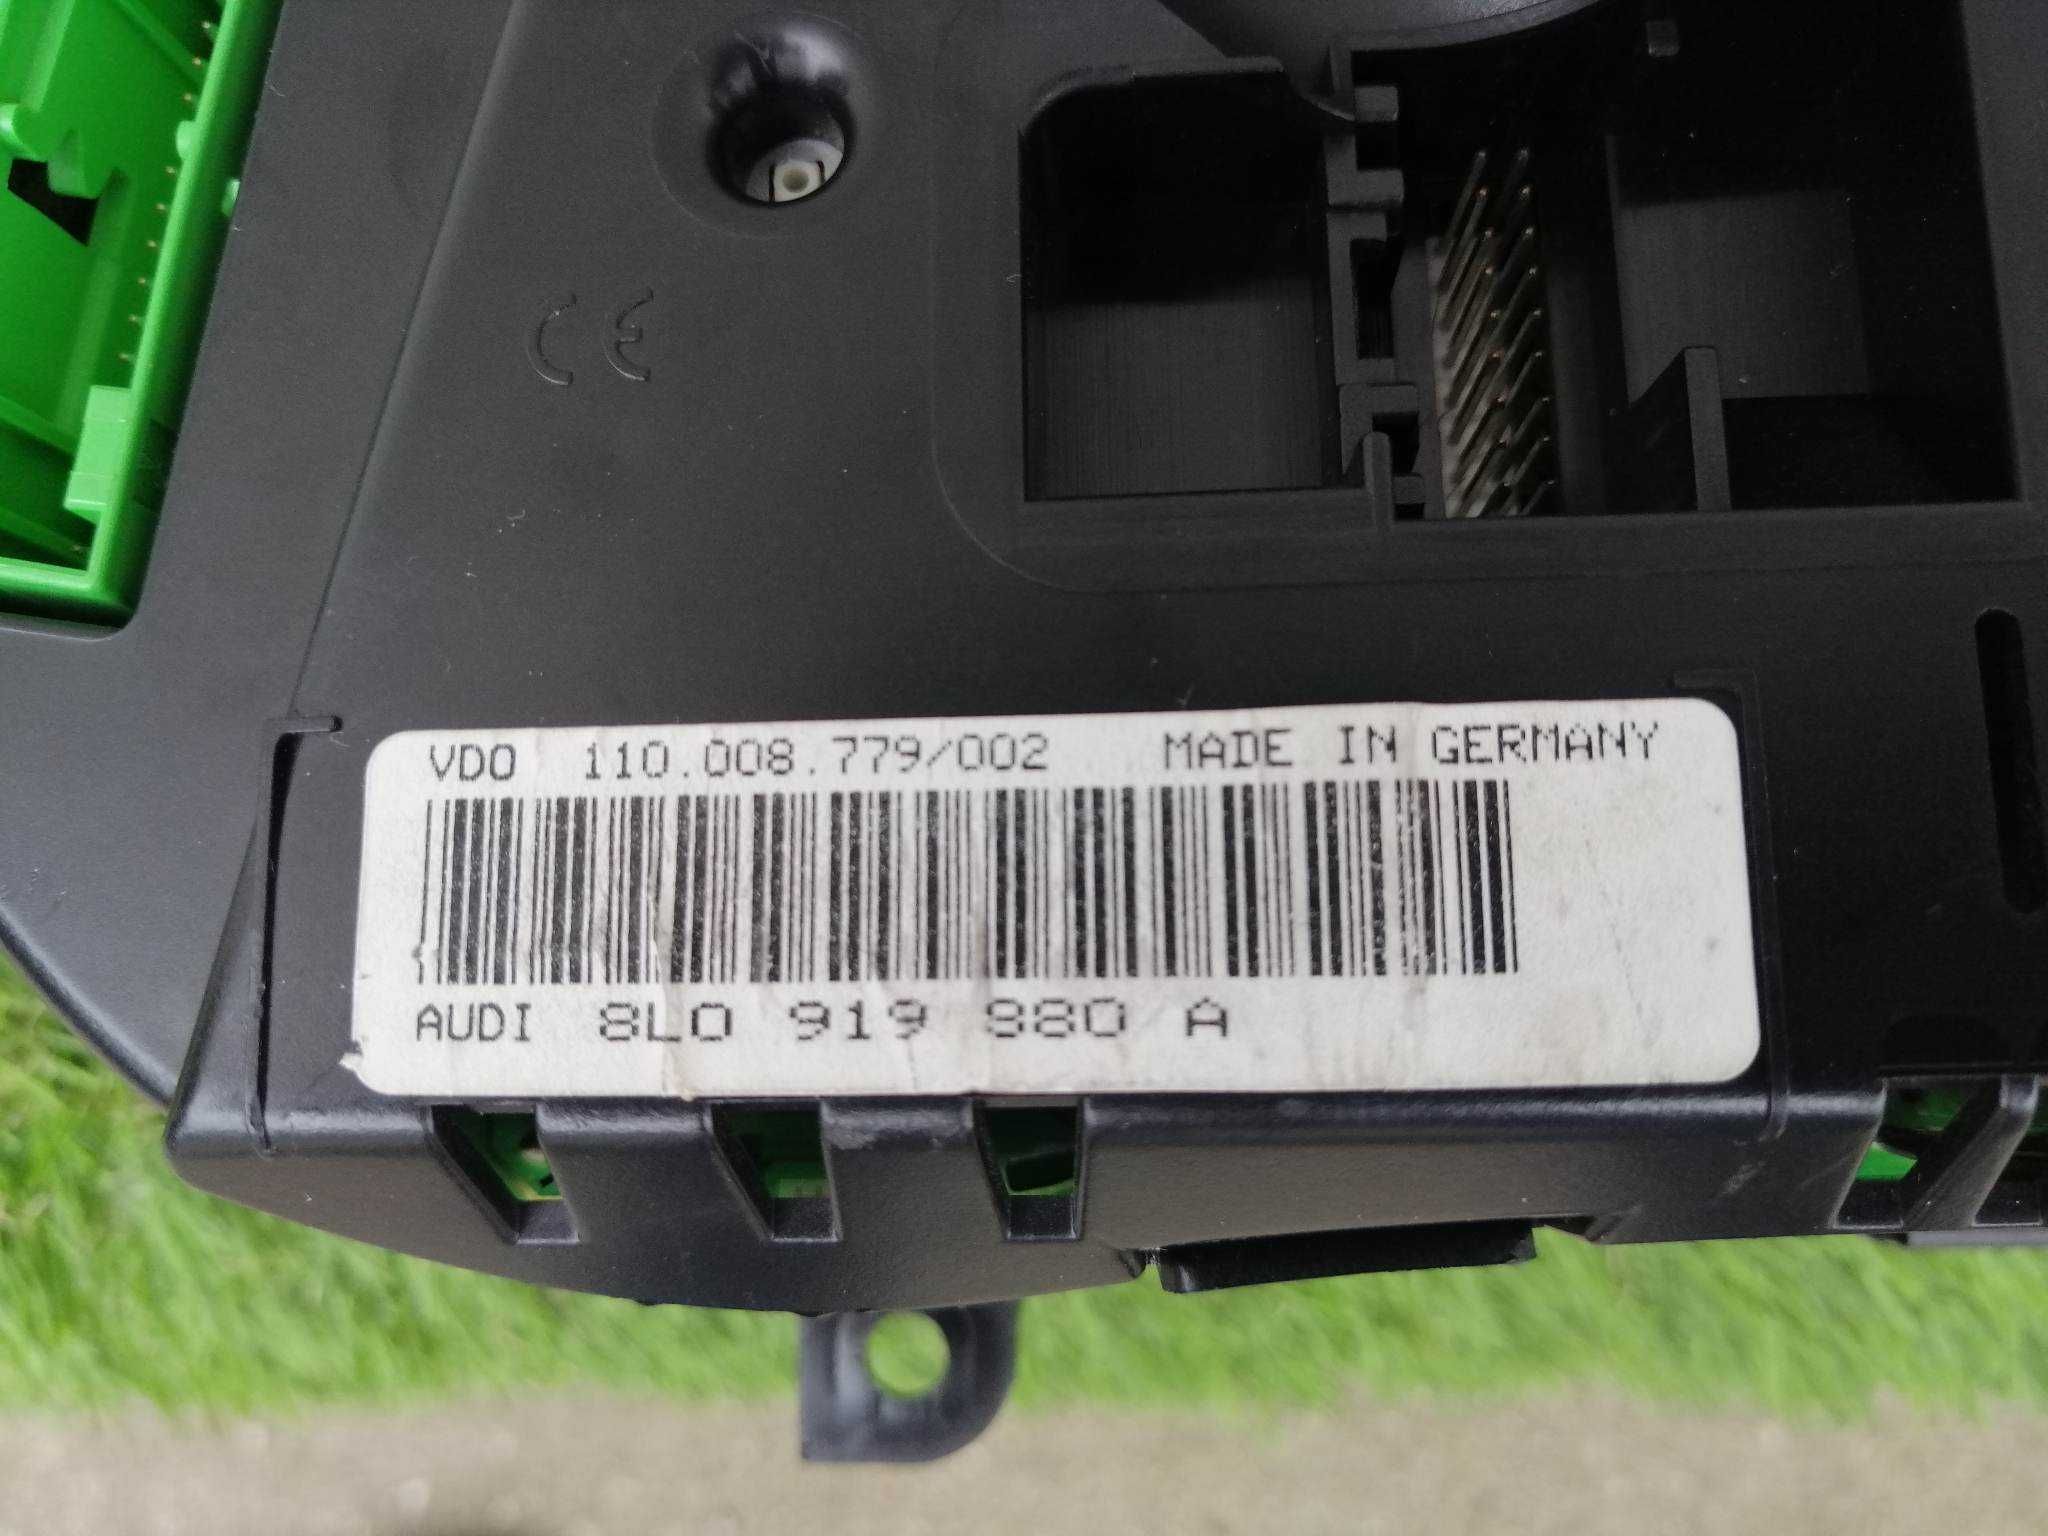 CE
VDO 110.008.779/002 MADE IN GERMANY
AUDI 8L0 919 880 A